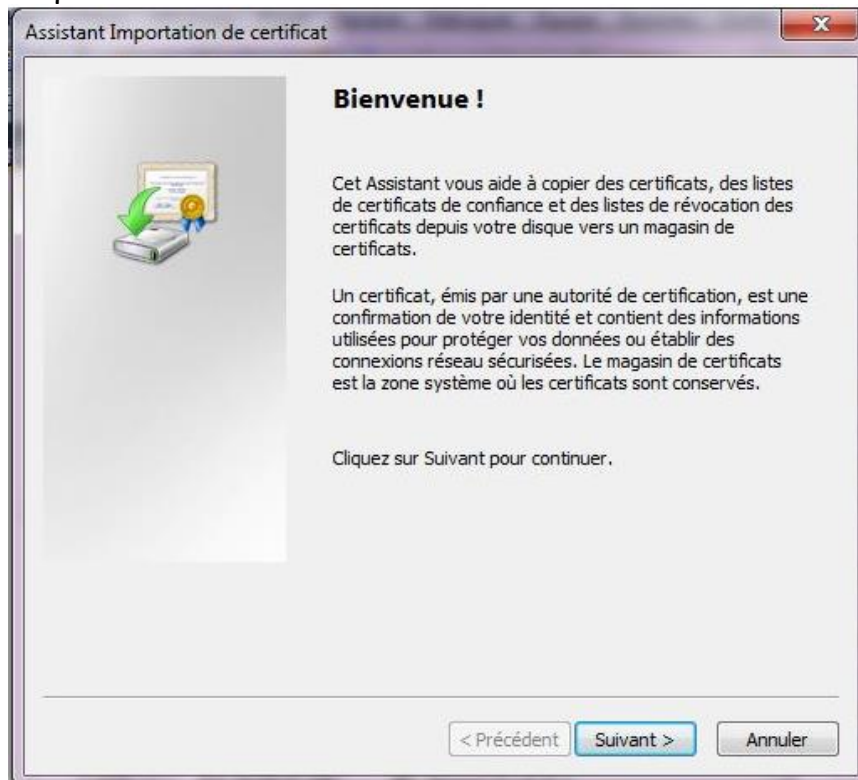 Assistant Importation de certificat
Bienvenue !
Cet Assistant vous aide à copier des certificats, des listes
de certificats de confiance et des listes de révocation des
certificats depuis votre disque vers un magasin de
certificats.
Un certificat, émis par une autorité de certification, est une
confirmation de votre identité et contient des informations
utilisées pour protéger vos données ou établir des
connexions réseau sécurisées. Le magasin de certificats
est la zone système où les certificats sont conservés.
Cliquez sur Suivant pour continuer.
< Précédent Suivant > Annuler